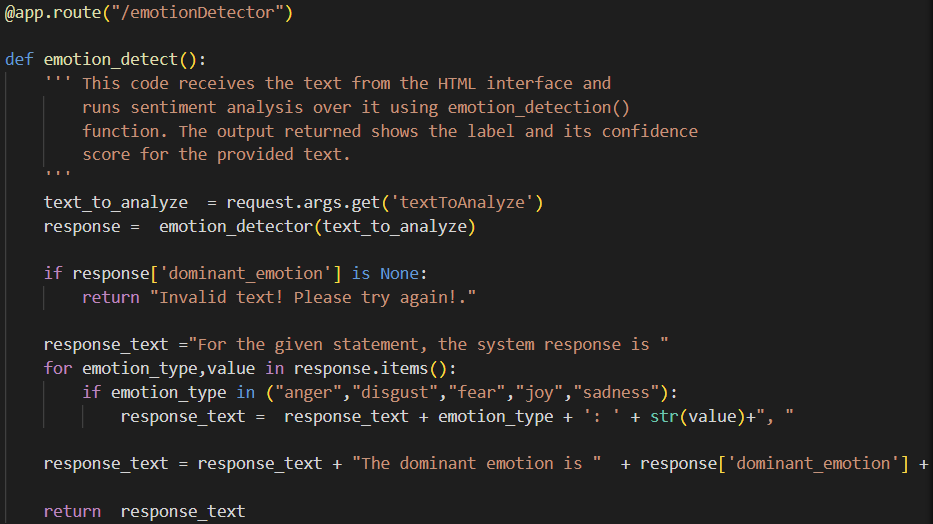 @app.route("/emotionDetector")
def emotion_detect():
''' This code receives the text from the HTML interface and
runs sentiment analysis over it using emotion_detection()
function. The output returned shows the label and its confidence
score for the provided text.
'''
text_to_analyze  = request.args.get('textToAnalyze')
response =  emotion_detector(text_to_analyze)
if response['dominant_emotion'] is None:
return "Invalid text! Please try again!."
response_text ="For the given statement, the system response is "
for emotion_type,value in response.items():
if emotion_type in ("anger","disgust","fear","joy","sadness"):
response_text =  response_text + emotion_type + ': ' + str(value)+", "
response_text = response_text + "The dominant emotion is "  + response['dominant_emotion'] +
return  response_text